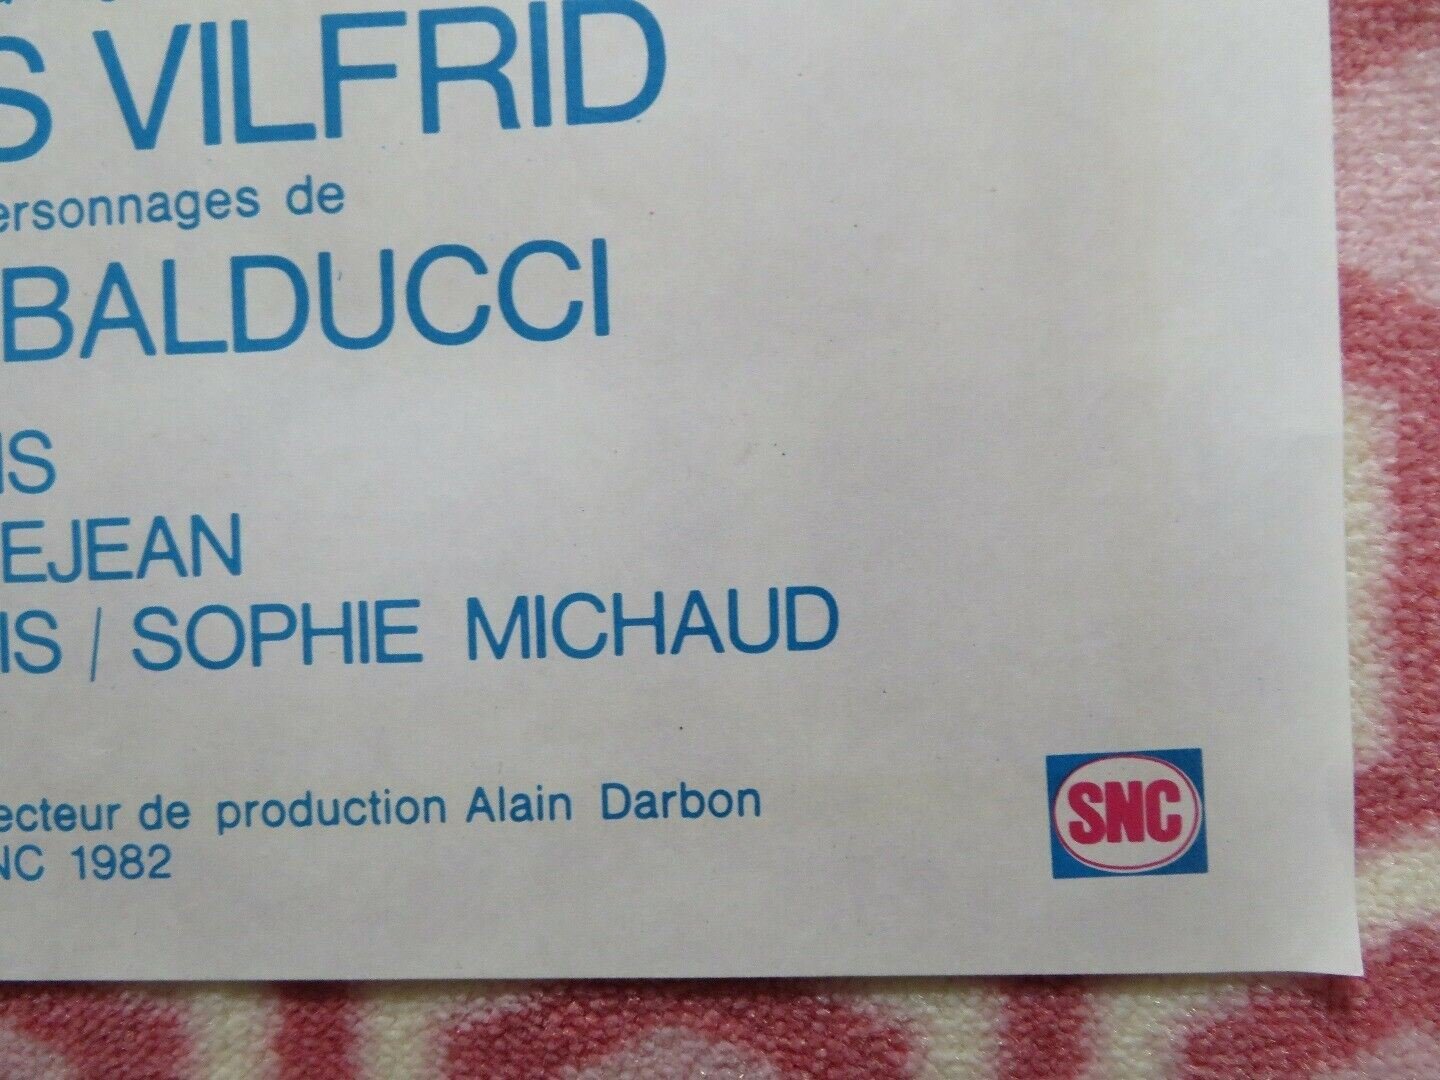 S VILFRID
ersonnages de
BALDUCCI
IS
EJEAN
IS / SOPHIE MICHAUD
ecteur de production Alain Darbon
NC 1982
SNC